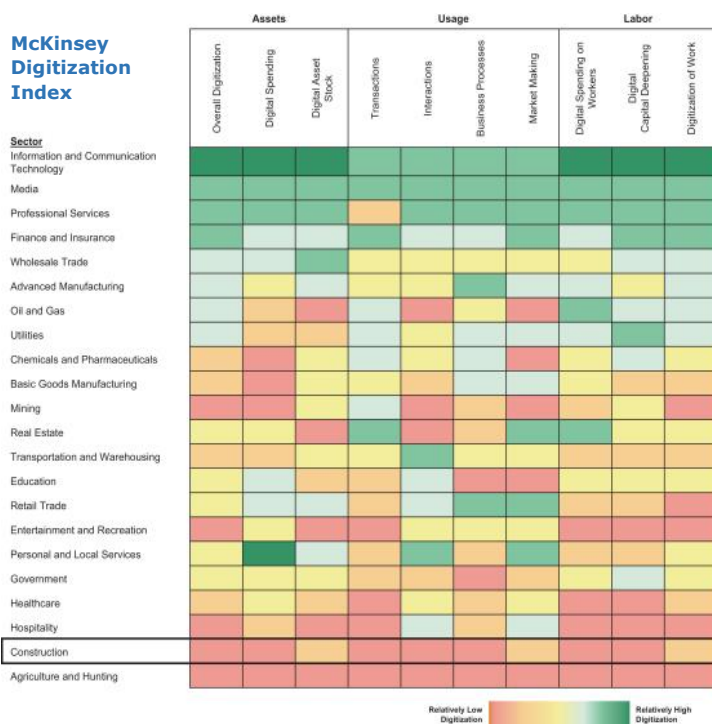 McKinsey
Digitization
Index
Assets
Usage
Labor
Overall Digitization
Digital Spending
Digital Asset
Stock
Transactions
Interactions
Business Processes
Market Making
Digital Spending on
Workers
Digital
Capital Deepening
Digitization of Work
Sector
Information and Communication
Technology
Media
Professional Services
Finance and Insurance
Wholesale Trade
Advanced Manufacturing
Oil and Gas
Utilities
Chemicals and Pharmaceuticals
Basic Goods Manufacturing
Mining
Real Estate
Transportation and Warehousing
Education
Retail Trade
Entertainment and Recreation
Personal and Local Services
Government
Healthcare
Hospitality
Construction
Agriculture and Hunting
Relatively Low
Digitization
Relatively High
Digitization